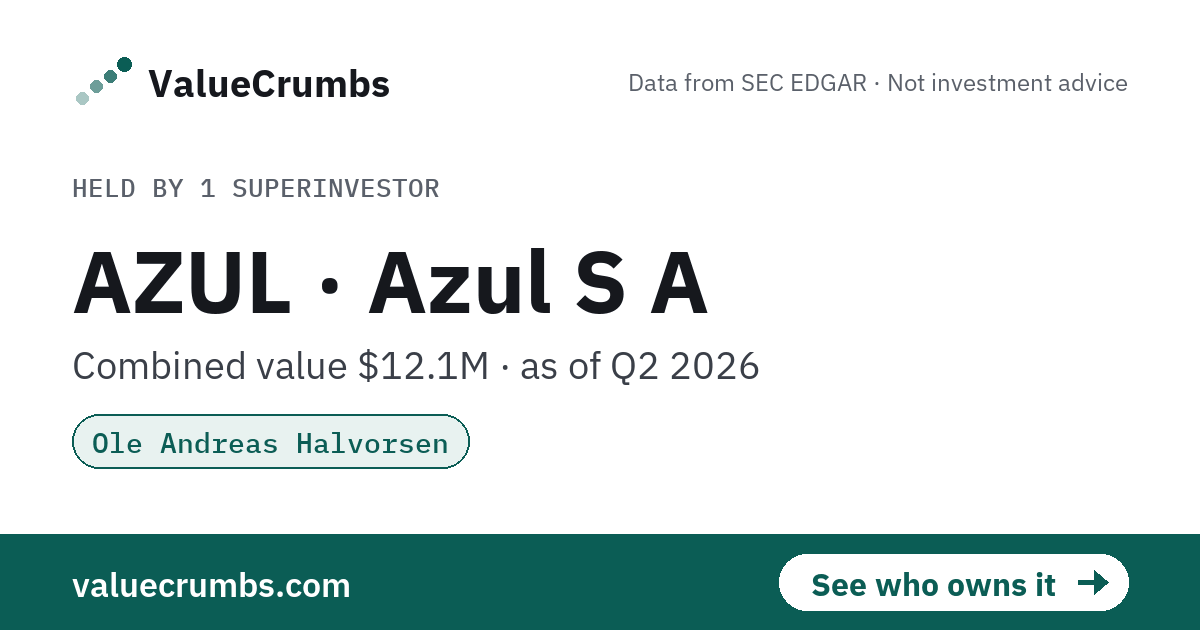 ValueCrumbs
Data from SEC EDGAR · Not investment advice
HELD BY 1 SUPERINVESTOR
AZUL · Azul S A
Combined value $12.1M · as of Q2 2026
Ole Andreas Halvorsen
valuecrumbs.com
See who owns it →